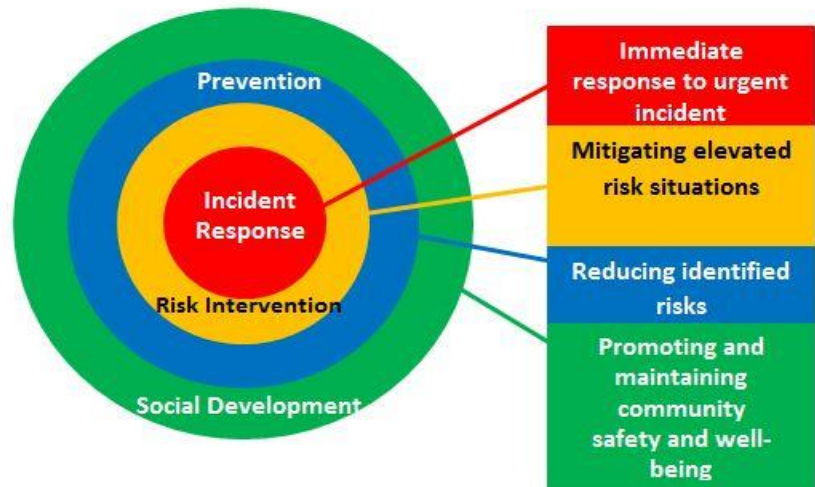 Prevention
Incident
Response
Risk Intervention
Social Development
Immediate
response to urgent
incident
Mitigating elevated
risk situations
Reducing identified
risks
Promoting and
maintaining
community
safety and well-
being